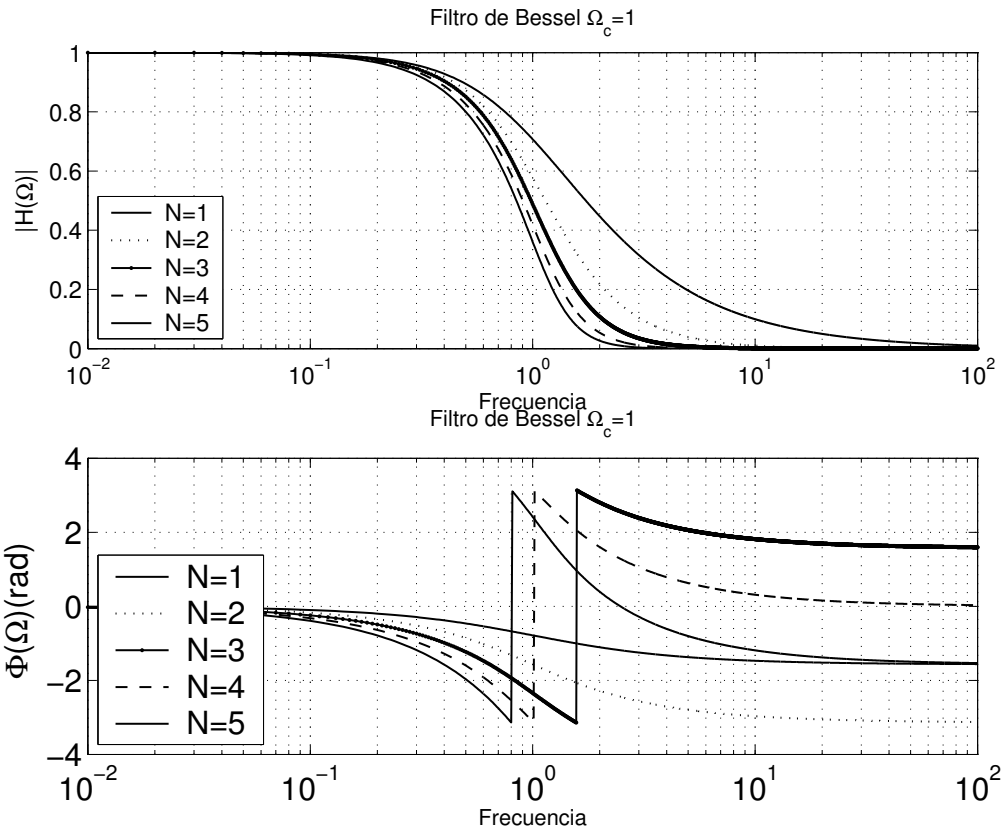 Filtro de Bessel Ω_c=1
|H(Ω)|
1
0.8
0.6
0.4
0.2
0
N=1
N=2
N=3
N=4
N=5
10^−2 10^−1 10^0 10^1 10^2
Frecuencia
Filtro de Bessel Ω_c=1
Φ(Ω)(rad)
4
2
0
−2
−4
N=1
N=2
N=3
N=4
N=5
10^−2 10^−1 10^0 10^1 10^2
Frecuencia